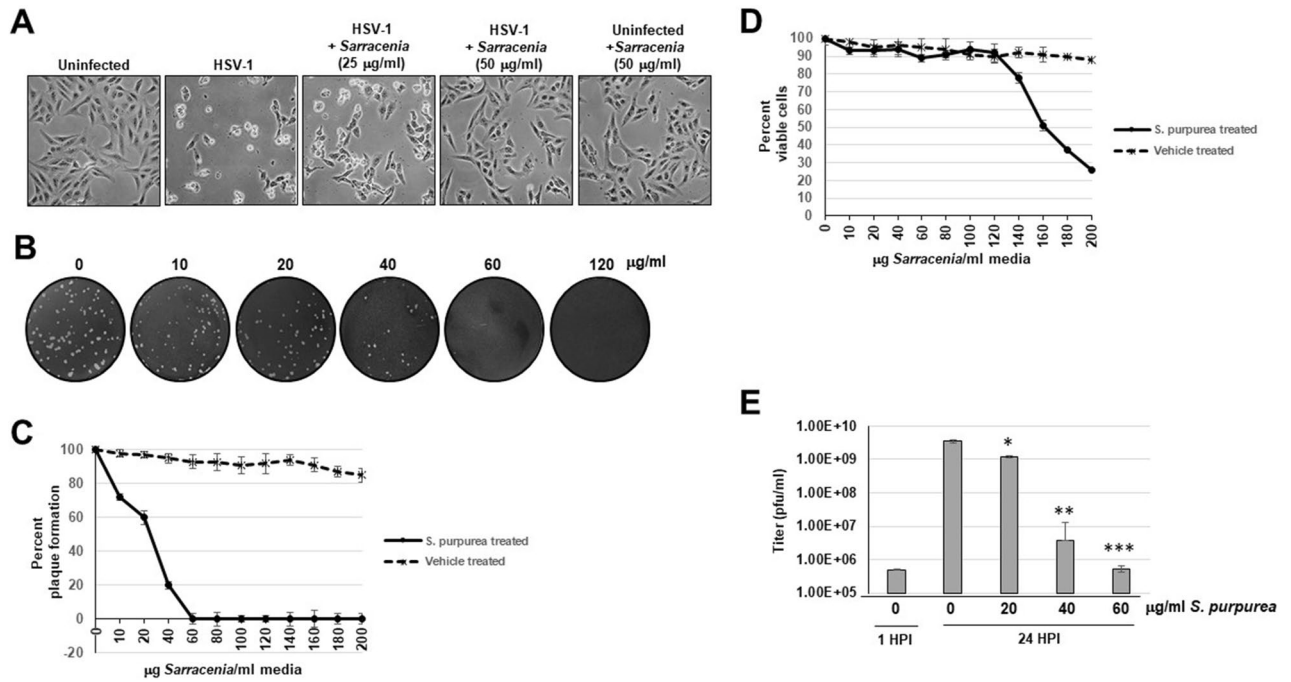 A
Uninfected
HSV-1
HSV-1
+ Sarracenia
(25 μg/ml)
HSV-1
+ Sarracenia
(50 μg/ml)
Uninfected
+Sarracenia
(50 μg/ml)
B
0 10 20 40 60 120 μg/ml
C
Percent
plaque formation
100
80
60
40
20
0
-20
0 10 20 40 60 80 100 120 140 160 180 200
μg Sarracenia/ml media
S. purpurea treated
Vehicle treated
D
Percent
viable cells
100
90
80
70
60
50
40
30
20
10
0
0 10 20 40 60 80 100 120 140 160 180 200
μg Sarracenia/ml media
S. purpurea treated
Vehicle treated
E
Titer (pfu/ml)
1.00E+10
1.00E+09
1.00E+08
1.00E+07
1.00E+06
1.00E+05
*
**
***
0 0 20 40 60 μg/ml S. purpurea
1 HPI 24 HPI